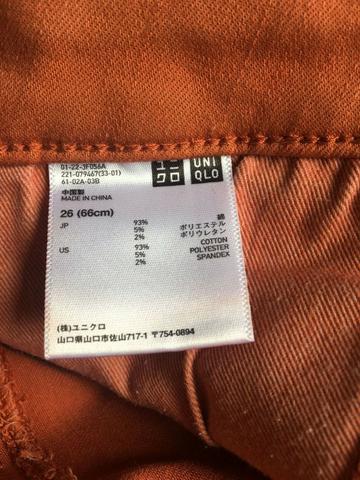 01-22-3F056A
ユニクロ UNIQLO
221-079467(33-01)
61-02A-03B
中国製
MADE IN CHINA
26 (66cm)
JP 93% 綿
5% ポリエステル
2% ポリウレタン
US 93% COTTON
5% POLYESTER
2% SPANDEX
(株)ユニクロ
山口県山口市佐山717-1 〒754-0894